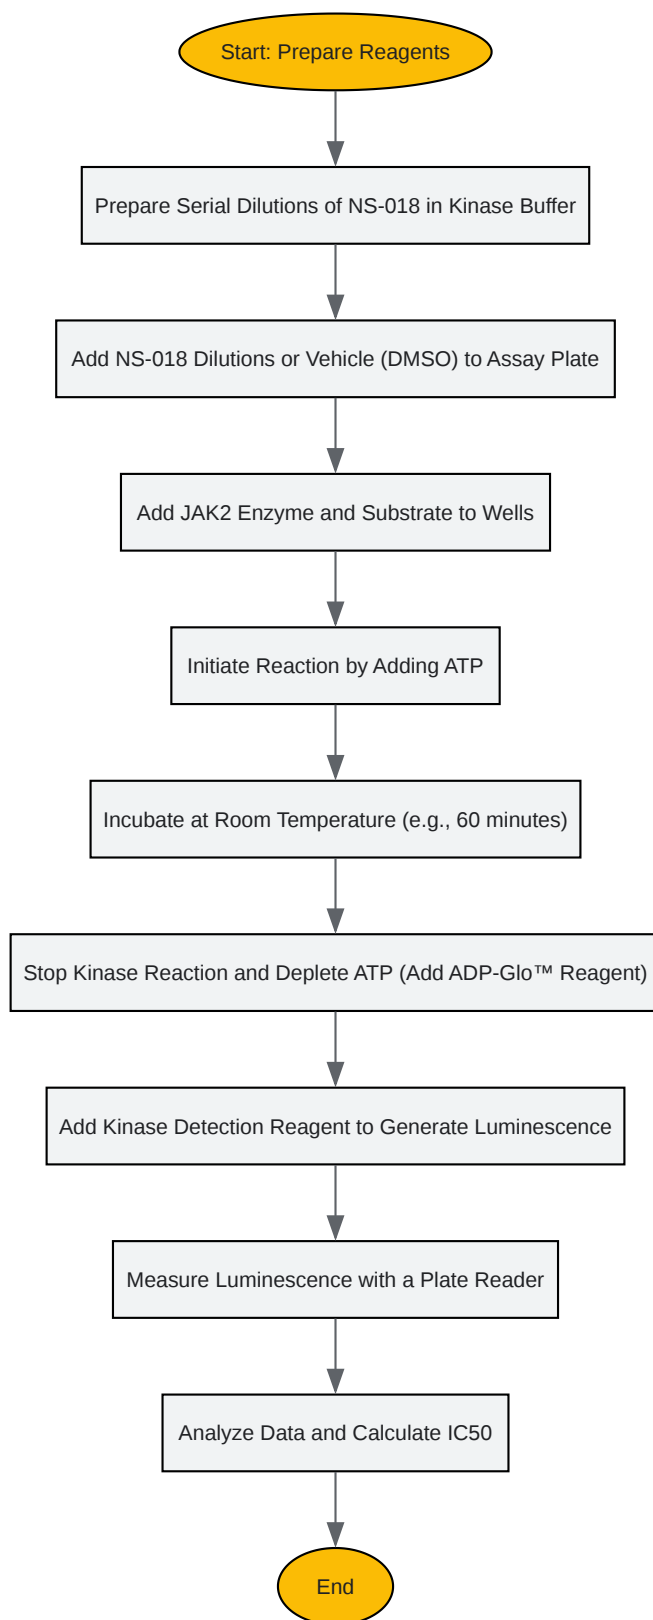 Start: Prepare Reagents
Prepare Serial Dilutions of NS-018 in Kinase Buffer
Add NS-018 Dilutions or Vehicle (DMSO) to Assay Plate
Add JAK2 Enzyme and Substrate to Wells
Initiate Reaction by Adding ATP
Incubate at Room Temperature (e.g., 60 minutes)
Stop Kinase Reaction and Deplete ATP (Add ADP-Glo™ Reagent)
Add Kinase Detection Reagent to Generate Luminescence
Measure Luminescence with a Plate Reader
Analyze Data and Calculate IC50
End